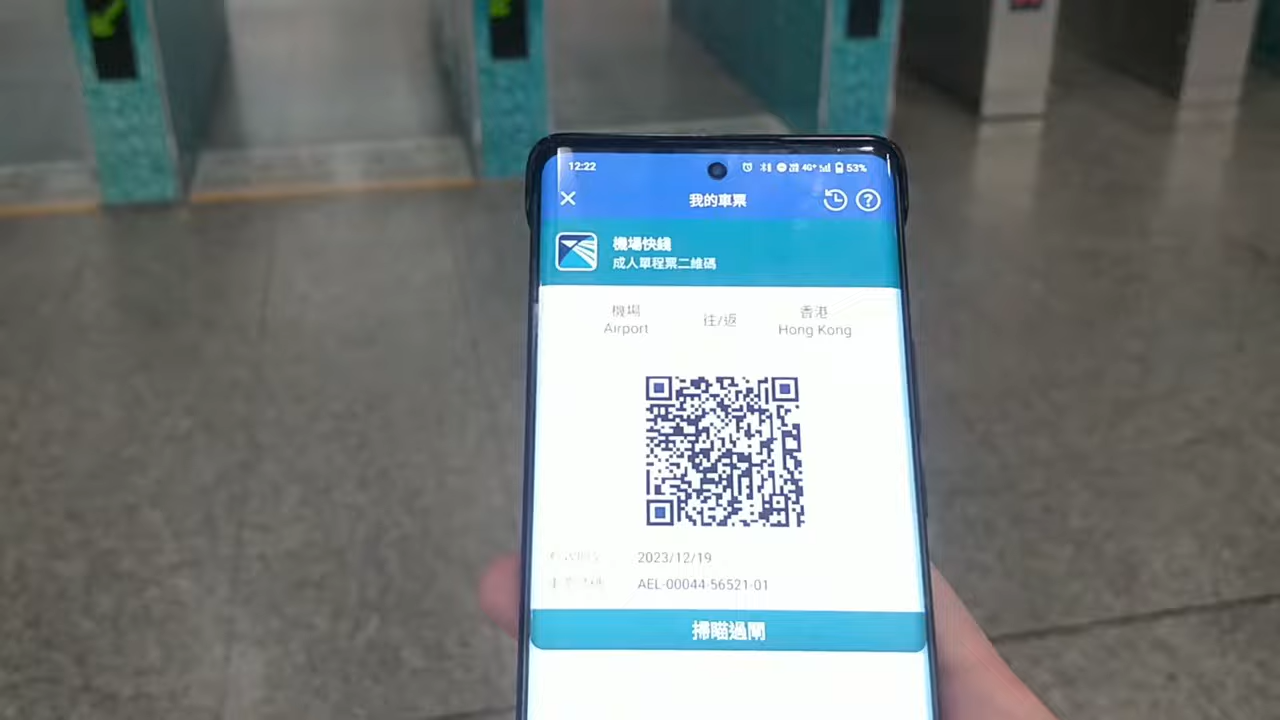 12:22
4G+ 53%
我的車票
?
機場快綫
成人單程票二維碼
機場 往/返 香港
Airport Hong Kong
2023/12/19
AEL-00044-56521-01
掃瞄過閘